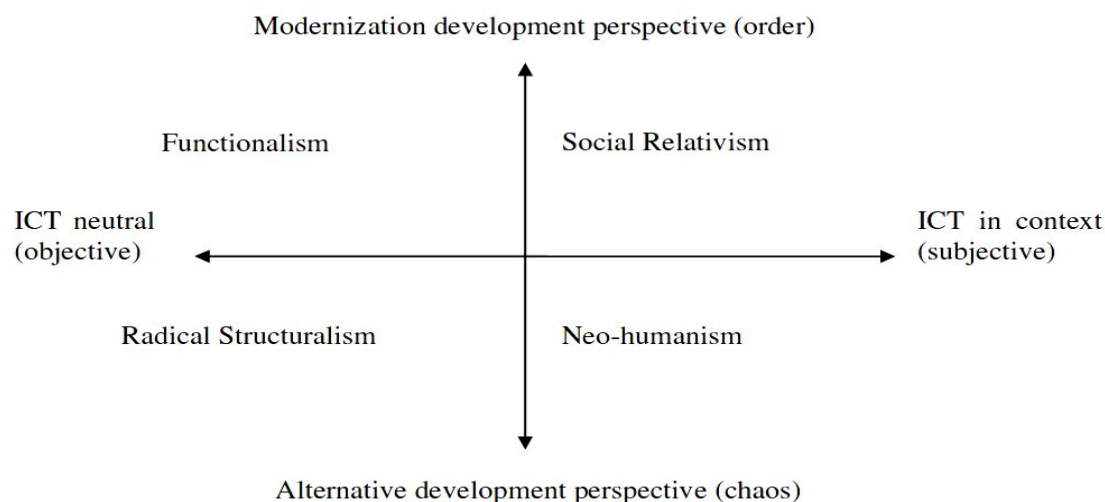 Modernization development perspective (order)
Functionalism
Social Relativism
ICT neutral
(objective)
ICT in context
(subjective)
Radical Structuralism
Neo-humanism
Alternative development perspective (chaos)